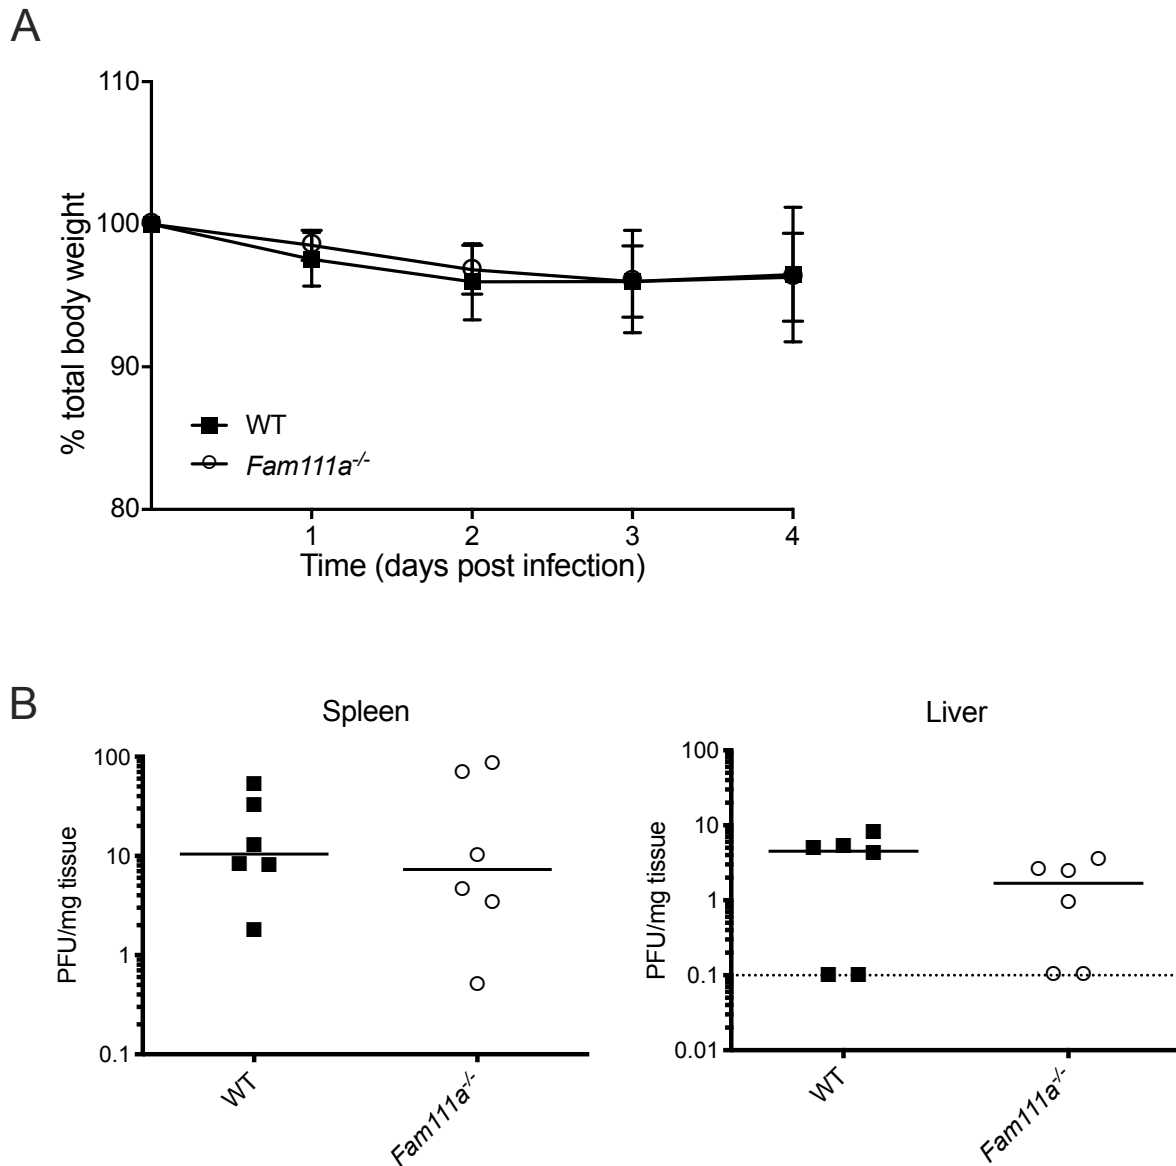 A
110
100
90
80
% total body weight
WT
Fam111a-/-
1 2 3 4
Time (days post infection)
B
Spleen
100
10
1
0.1
PFU/mg tissue
WT
Fam111a-/-
Liver
100
10
1
0.1
0.01
PFU/mg tissue
WT
Fam111a-/-